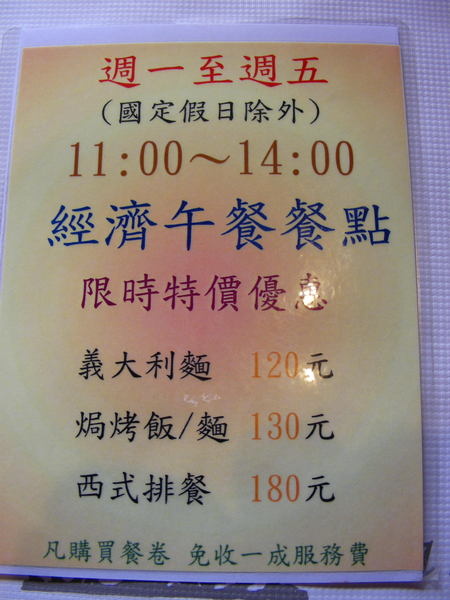 週一至週五
(國定假日除外)
11:00～14:00
經濟午餐餐點
限時特價優惠
義大利麵 120元
焗烤飯/麵 130元
西式排餐 180元
凡購買餐卷 免收一成服務費